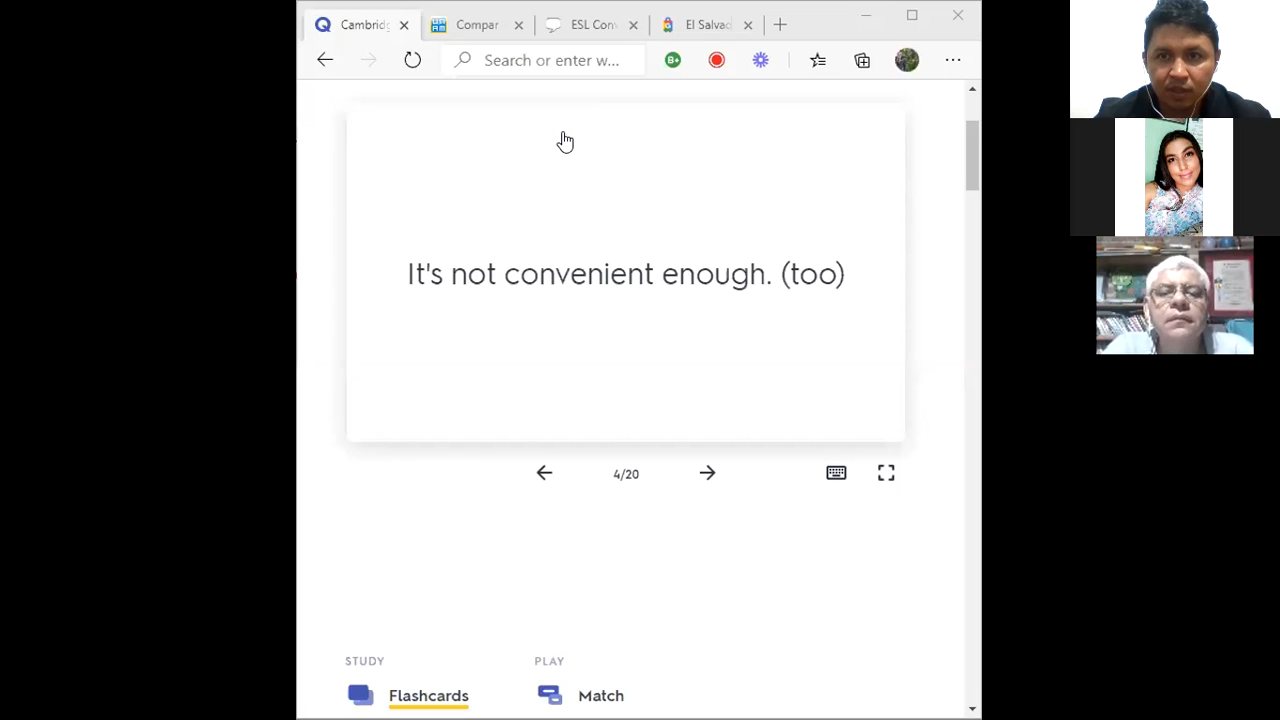 Cambridg
Compar
ESL Con
El Salvad
Search or enter w...
It's not convenient enough. (too)
4/20
STUDY
PLAY
Flashcards
Match